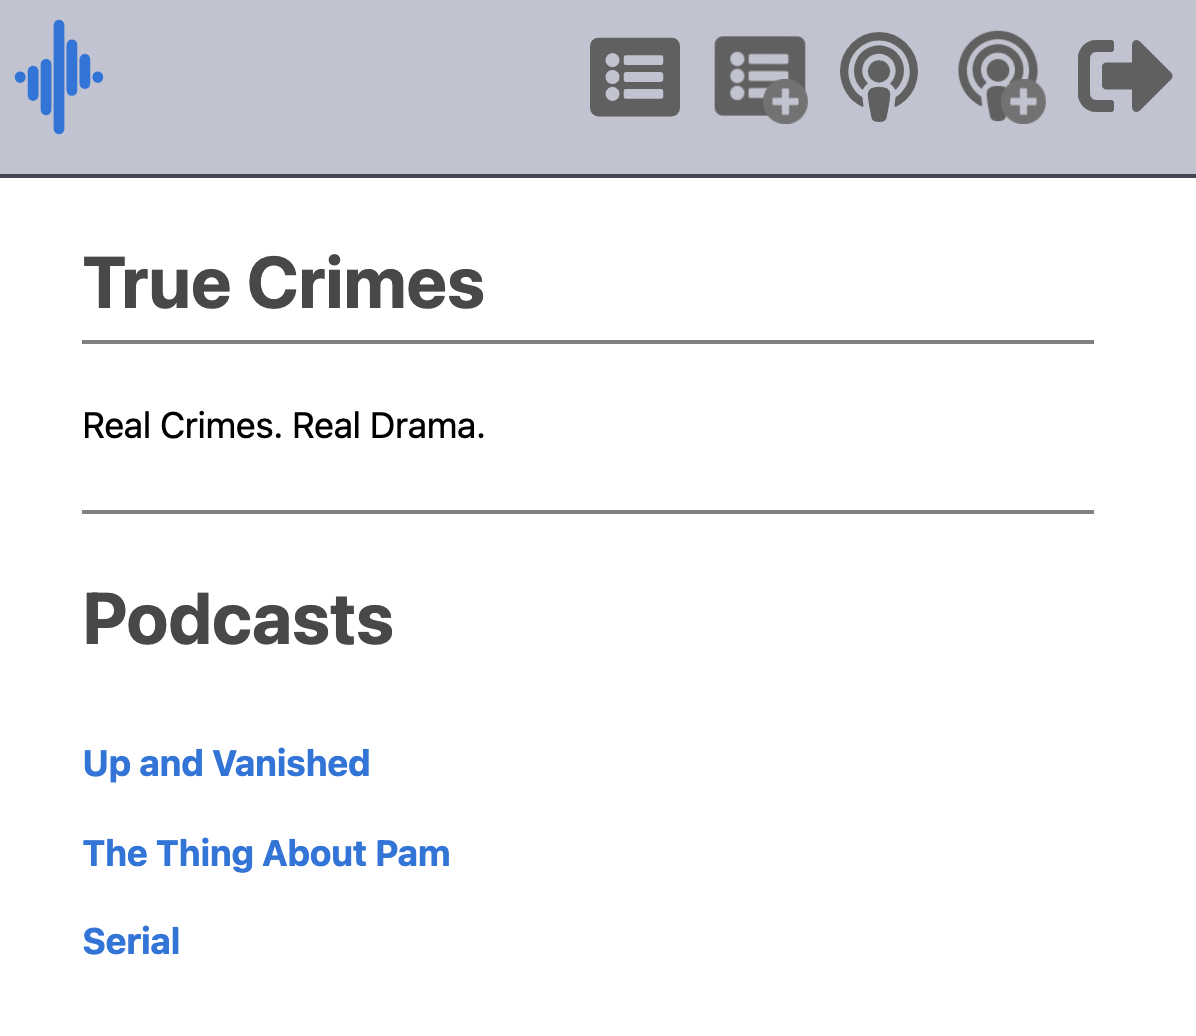 True Crimes
Real Crimes. Real Drama.
Podcasts
Up and Vanished
The Thing About Pam
Serial